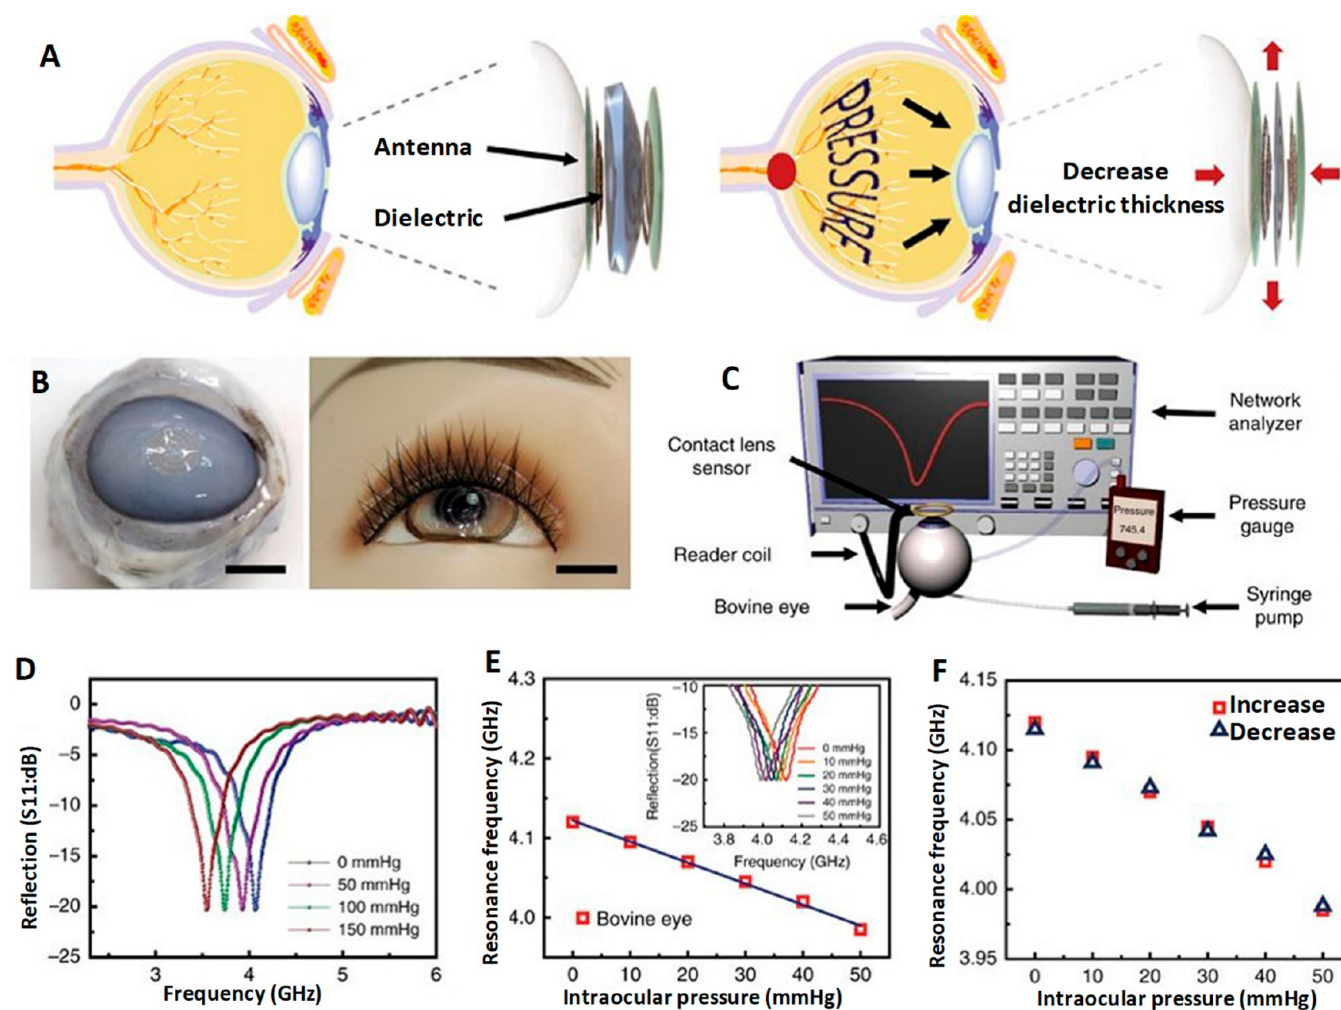 A
Antenna
Dielectric
PRESSURE
Decrease
dielectric thickness
B
C
Contact lens
sensor
Reader coil
Bovine eye
Network
analyzer
Pressure
gauge
Syringe
pump
Pressure
745.4
D
Reflection (S11:dB)
0
−5
−10
−15
−20
−25
0 mmHg
50 mmHg
100 mmHg
150 mmHg
3 4 5 6
Frequency (GHz)
E
Resonance frequency (GHz)
4.3
4.2
4.1
4.0
Reflection(S11:dB)
−10
−15
−20
−25
0 mmHg
10 mmHg
20 mmHg
30 mmHg
40 mmHg
50 mmHg
3.8 4.0 4.2 4.4 4.6
Frequency (GHz)
Bovine eye
0 10 20 30 40 50
Intraocular pressure (mmHg)
F
Resonance frequency (GHz)
4.15
4.10
4.05
4.00
3.95
Increase
Decrease
0 10 20 30 40 50
Intraocular pressure (mmHg)